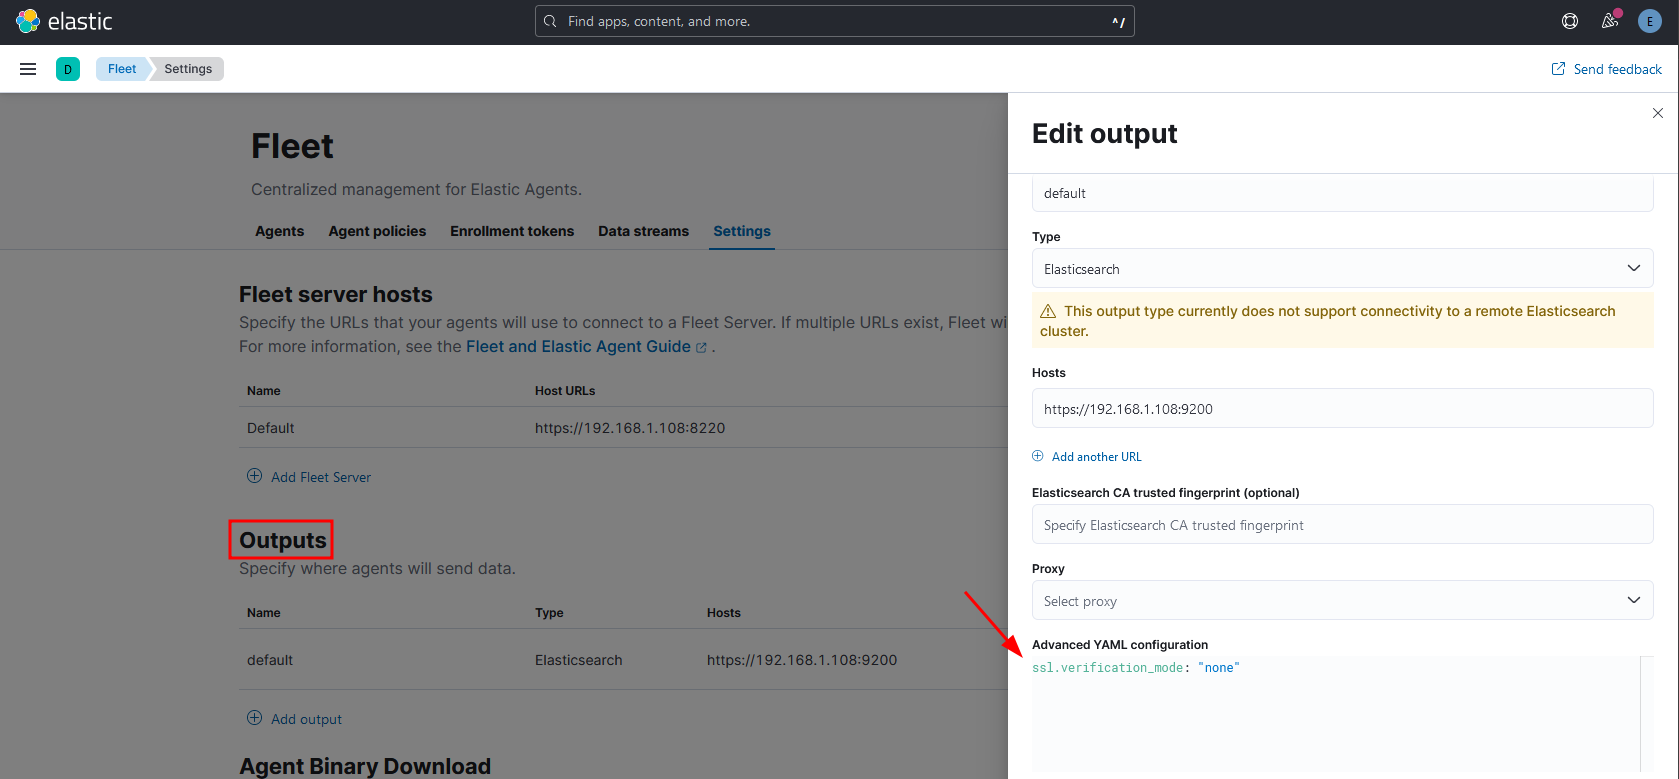 elastic
Find apps, content, and more.
^/
E
D
Fleet
Settings
Send feedback
Fleet
Centralized management for Elastic Agents.
Agents
Agent policies
Enrollment tokens
Data streams
Settings
Fleet server hosts
Specify the URLs that your agents will use to connect to a Fleet Server. If multiple URLs exist, Fleet wi
For more information, see the Fleet and Elastic Agent Guide .
Name
Host URLs
Default
https://192.168.1.108:8220
Add Fleet Server
Outputs
Specify where agents will send data.
Name
Type
Hosts
default
Elasticsearch
https://192.168.1.108:9200
Add output
Agent Binary Download
Edit output
default
Type
Elasticsearch
This output type currently does not support connectivity to a remote Elasticsearch
cluster.
Hosts
https://192.168.1.108:9200
Add another URL
Elasticsearch CA trusted fingerprint (optional)
Specify Elasticsearch CA trusted fingerprint
Proxy
Select proxy
Advanced YAML configuration
ssl.verification_mode: "none"